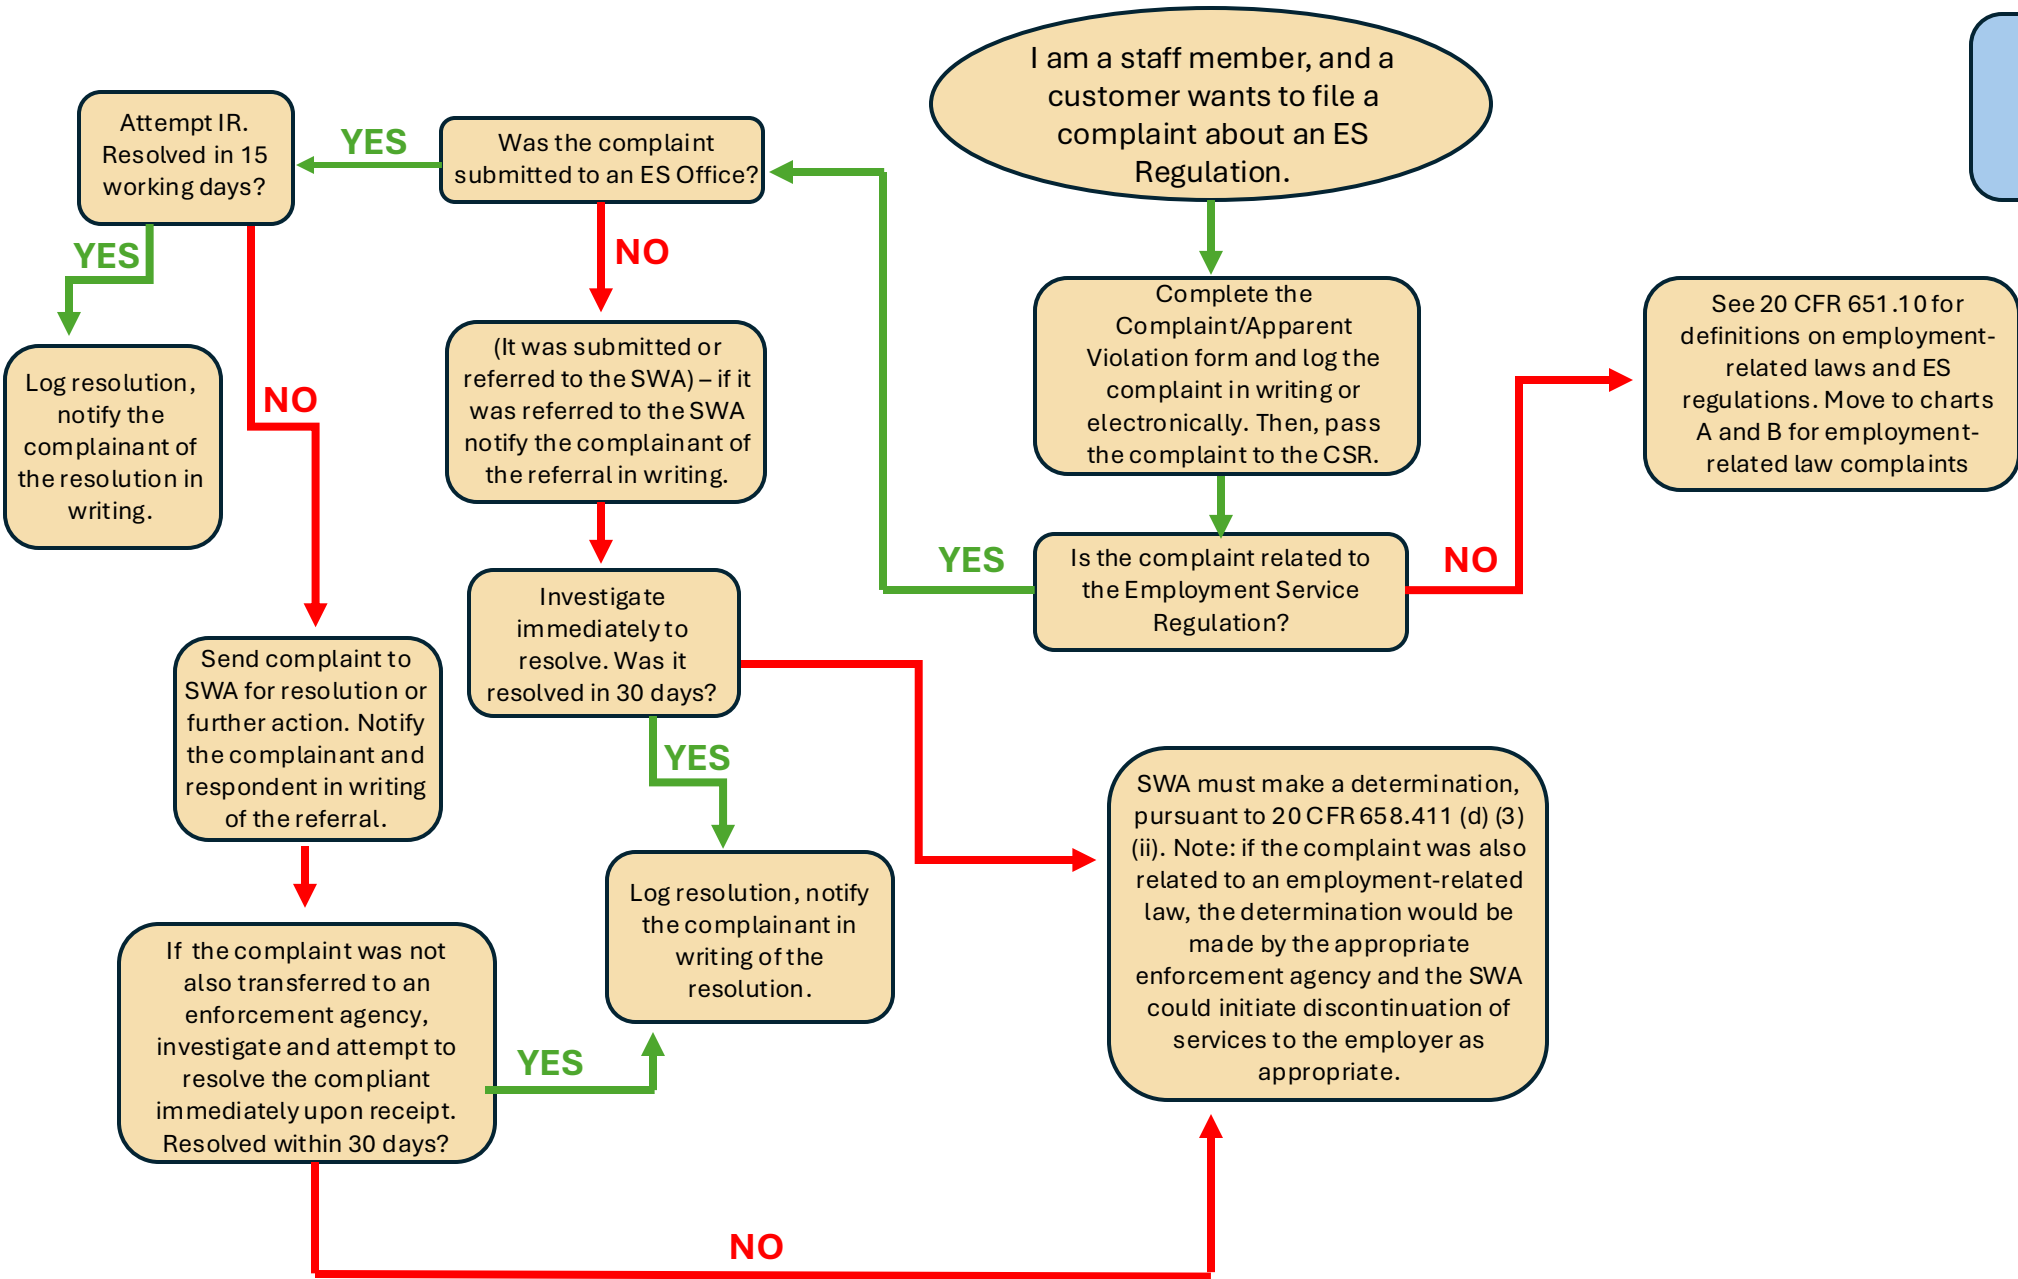 I am a staff member, and a
customer wants to file a
complaint about an ES
Regulation.
Complete the
Complaint/Apparent
Violation form and log the
complaint in writing or
electronically. Then, pass
the complaint to the CSR.
Is the complaint related to
the Employment Service
Regulation?
NO
See 20 CFR 651.10 for
definitions on employment-
related laws and ES
regulations. Move to charts
A and B for employment-
related law complaints
YES
Was the complaint
submitted to an ES Office?
YES
Attempt IR.
Resolved in 15
working days?
YES
Log resolution,
notify the
complainant of
the resolution in
writing.
NO
Send complaint to
SWA for resolution or
further action. Notify
the complainant and
respondent in writing
of the referral.
If the complaint was not
also transferred to an
enforcement agency,
investigate and attempt to
resolve the compliant
immediately upon receipt.
Resolved within 30 days?
YES
NO
NO
(It was submitted or
referred to the SWA) – if it
was referred to the SWA
notify the complainant of
the referral in writing.
Investigate
immediately to
resolve. Was it
resolved in 30 days?
YES
Log resolution, notify
the complainant in
writing of the
resolution.
SWA must make a determination,
pursuant to 20 CFR 658.411 (d) (3)
(ii). Note: if the complaint was also
related to an employment-related
law, the determination would be
made by the appropriate
enforcement agency and the SWA
could initiate discontinuation of
services to the employer as
appropriate.